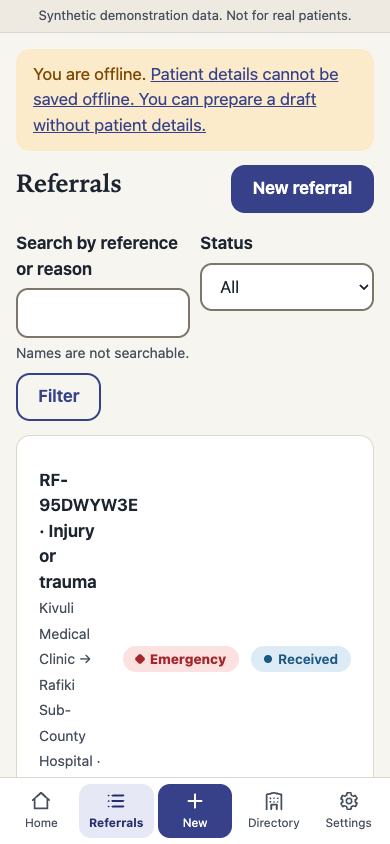 Synthetic demonstration data. Not for real patients.
You are offline. Patient details cannot be
saved offline. You can prepare a draft
without patient details.
Referrals
New referral
Search by reference
or reason
Status
All
Names are not searchable.
Filter
RF-
95DWYW3E
· Injury
or
trauma
Kivuli
Medical
Clinic →
Rafiki
Sub-
County
Hospital ·
Emergency
Received
Home
Referrals
New
Directory
Settings